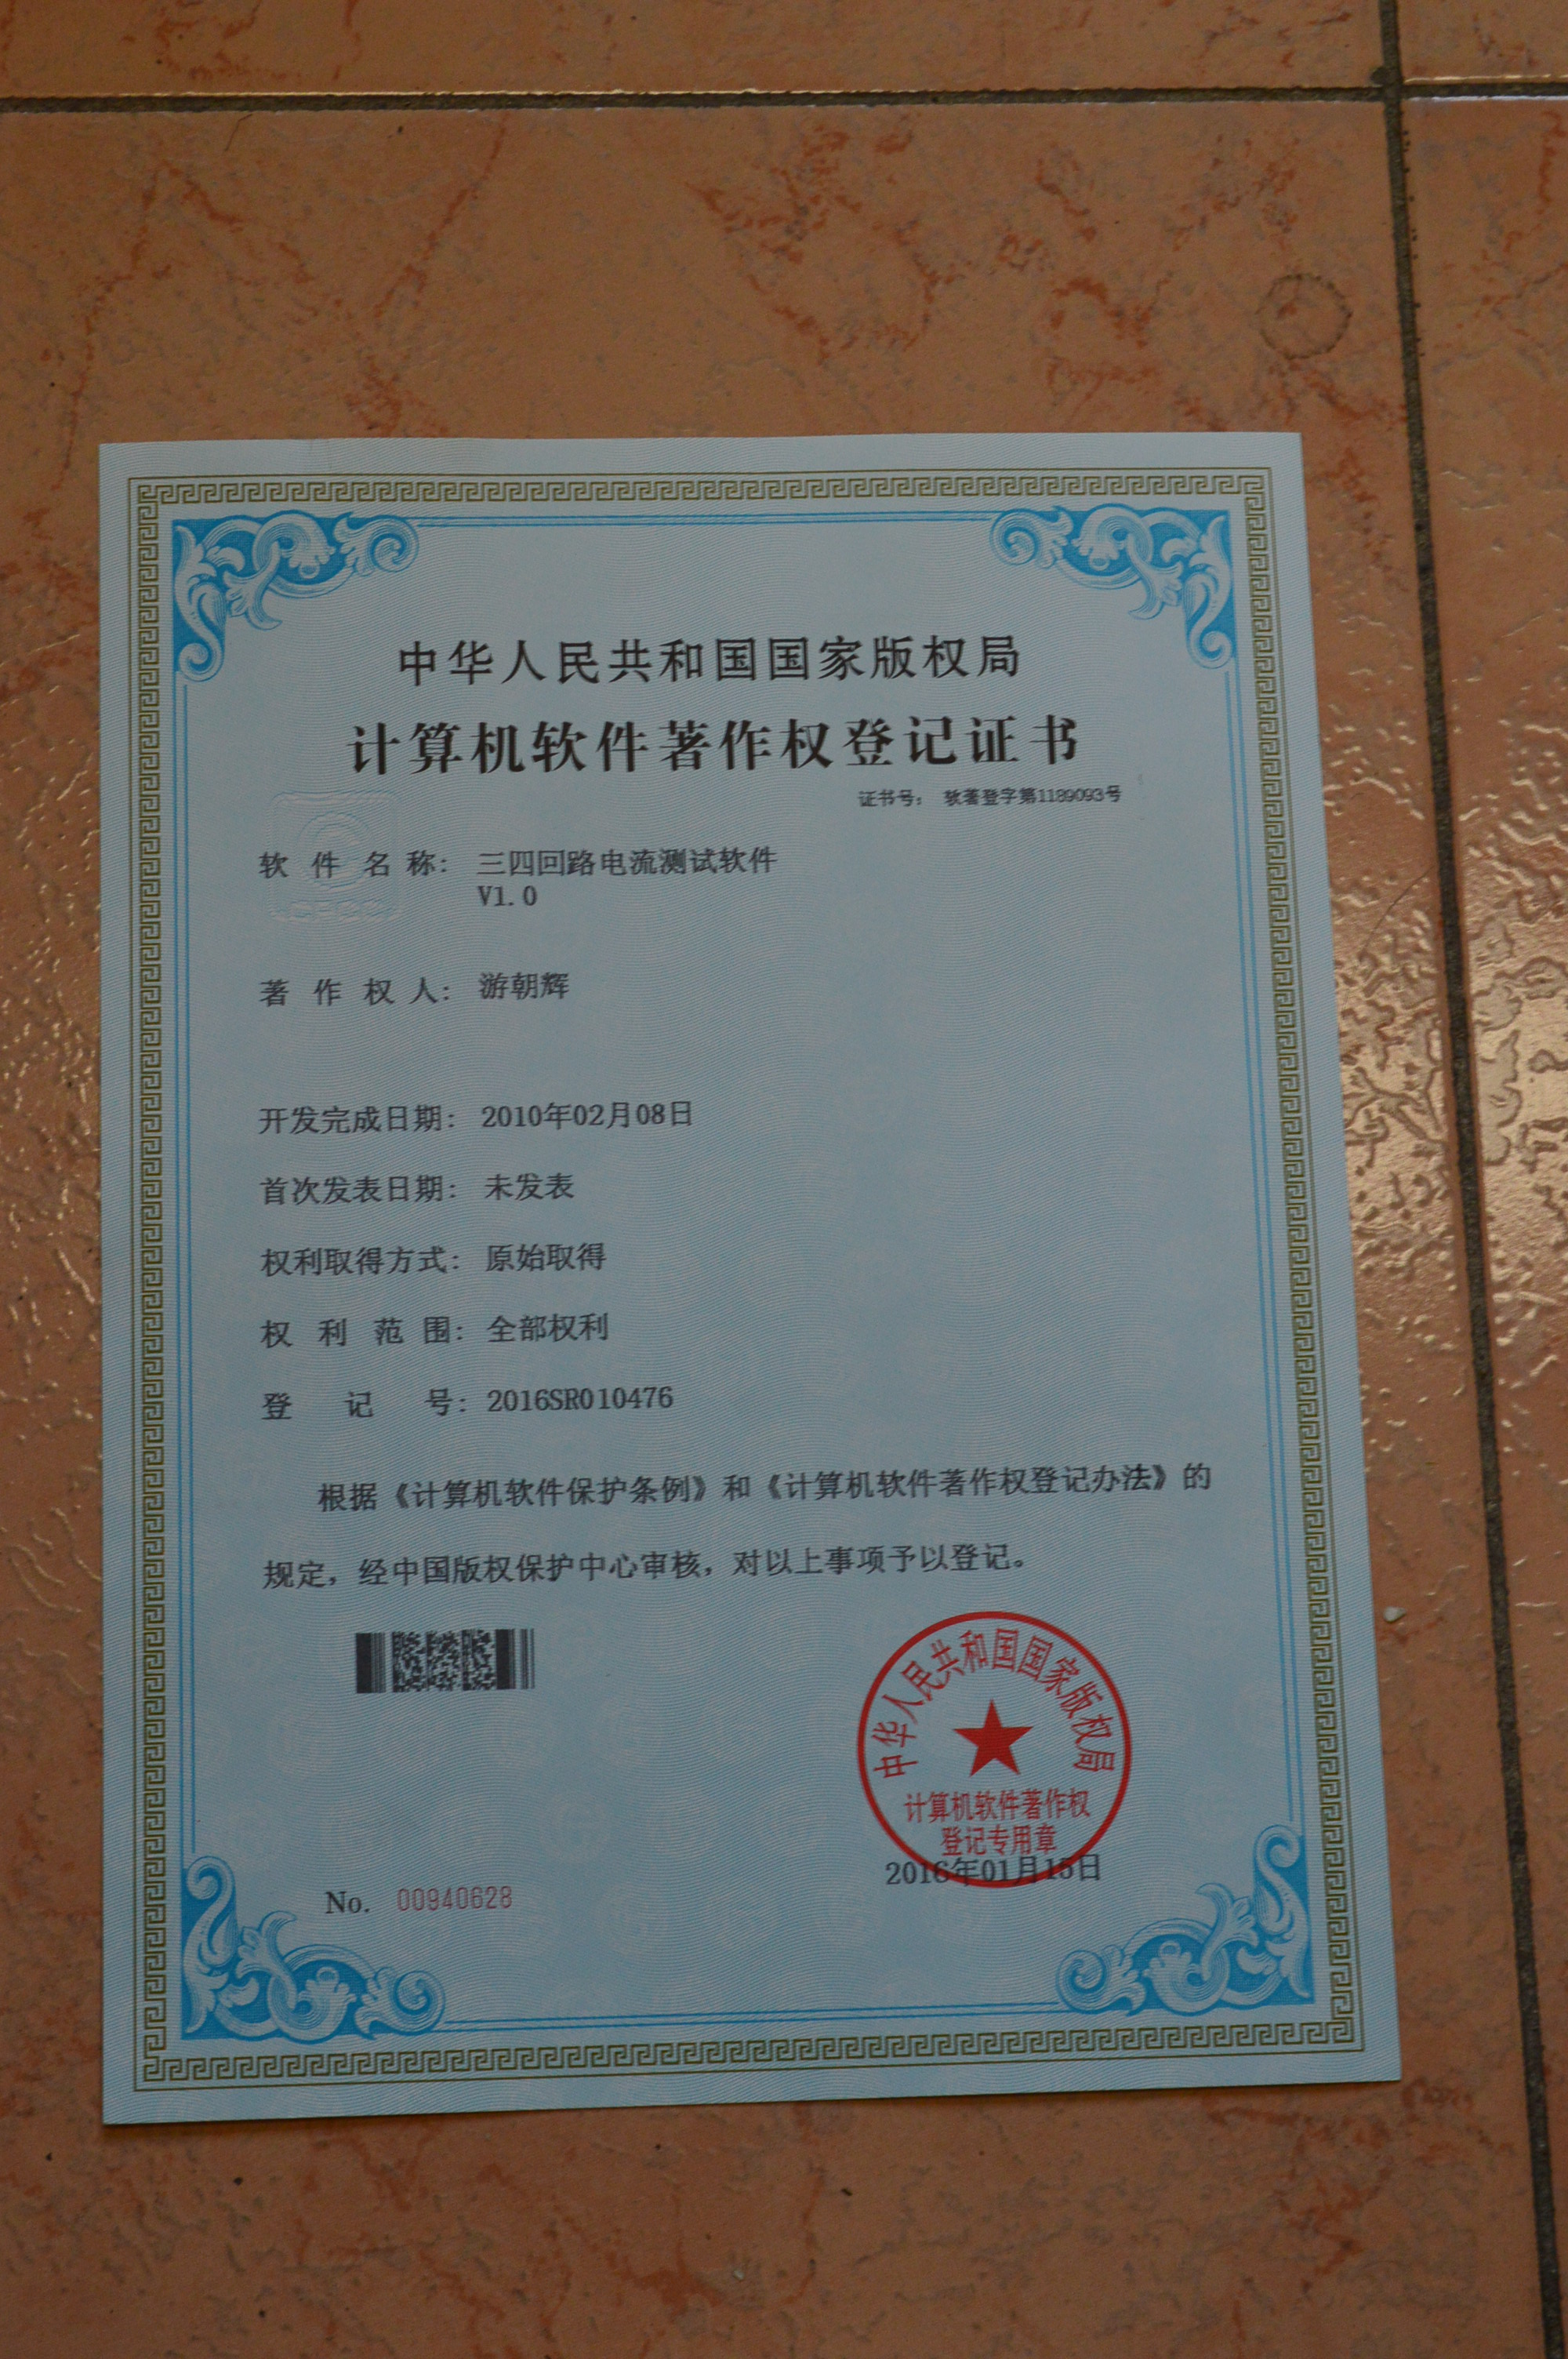 中华人民共和国国家版权局
计算机软件著作权登记证书
证书号： 软著登字第1189093号
软件名称： 三四回路电流测试软件
V1.0
著作权人： 游朝辉
开发完成日期： 2010年02月08日
首次发表日期： 未发表
权利取得方式： 原始取得
权利范围： 全部权利
登记号： 2016SR010476
根据《计算机软件保护条例》和《计算机软件著作权登记办法》的
规定，经中国版权保护中心审核，对以上事项予以登记。
中华人民共和国国家版权局
计算机软件著作权
登记专用章
2016年01月15日
No. 00940628